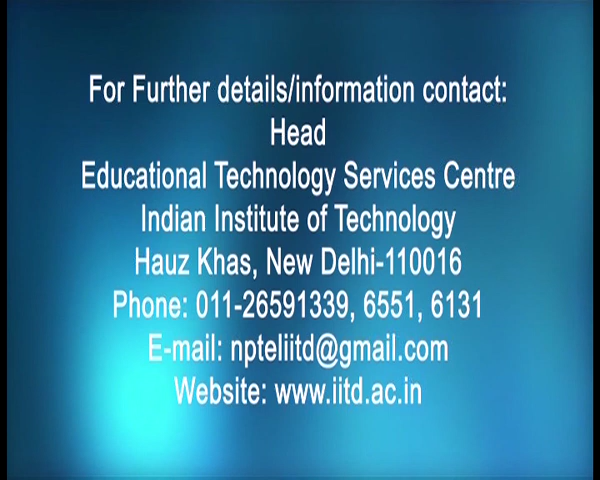 For Further details/information contact:
Head
Educational Technology Services Centre
Indian Institute of Technology
Hauz Khas, New Delhi-110016
Phone: 011-26591339, 6551, 6131
E-mail: npteliitd@gmail.com
Website: www.iitd.ac.in